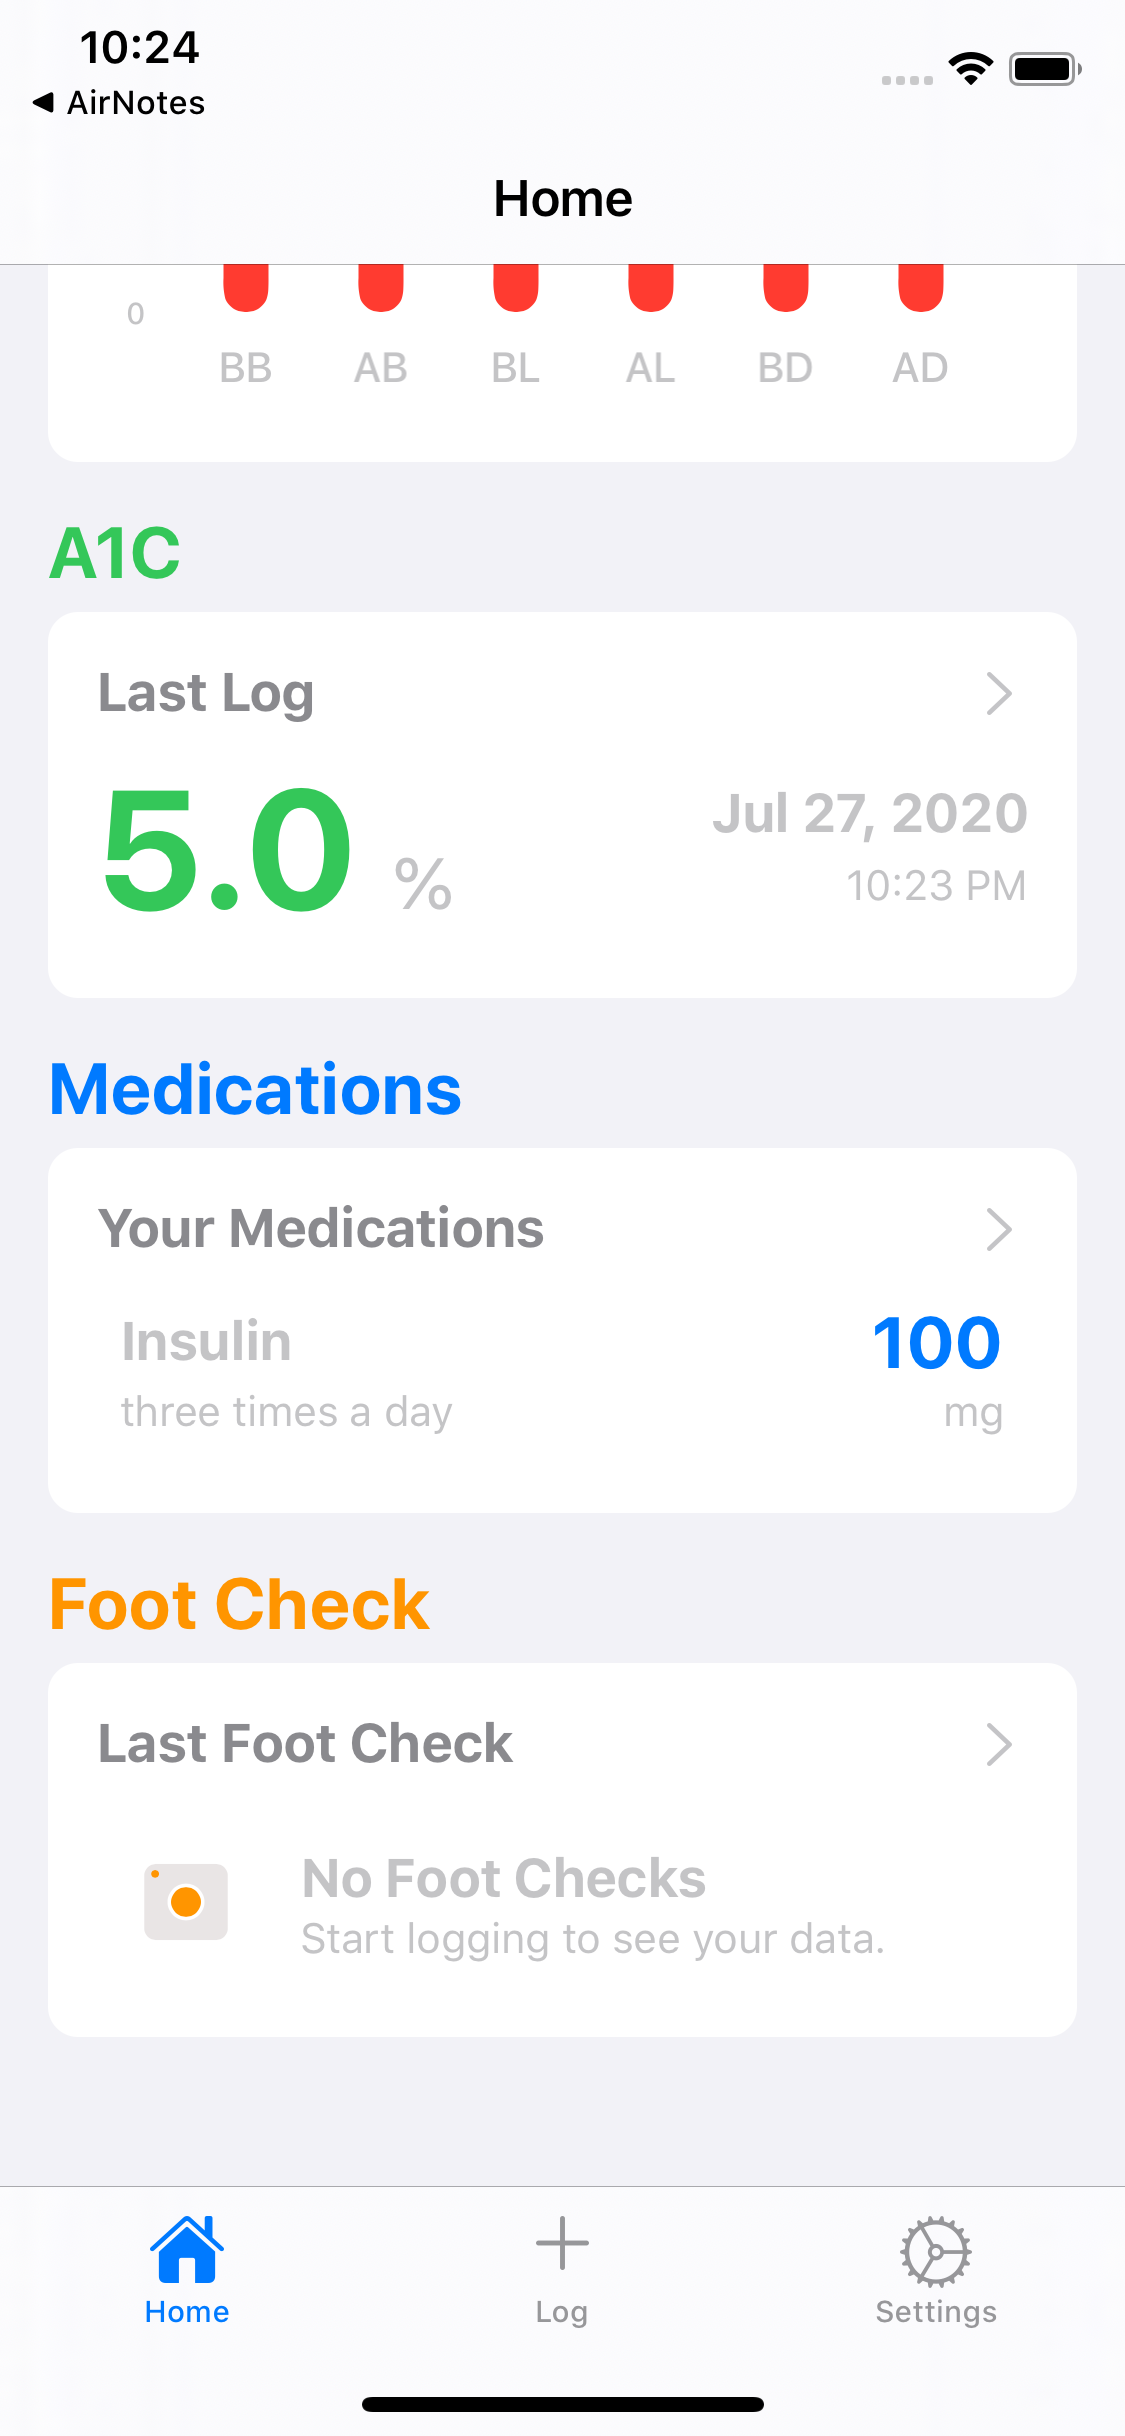 10:24
AirNotes
Home
0
BB AB BL AL BD AD
A1C
Last Log
5.0 %
Jul 27, 2020
10:23 PM
Medications
Your Medications
Insulin
three times a day
100
mg
Foot Check
Last Foot Check
No Foot Checks
Start logging to see your data.
Home
Log
Settings